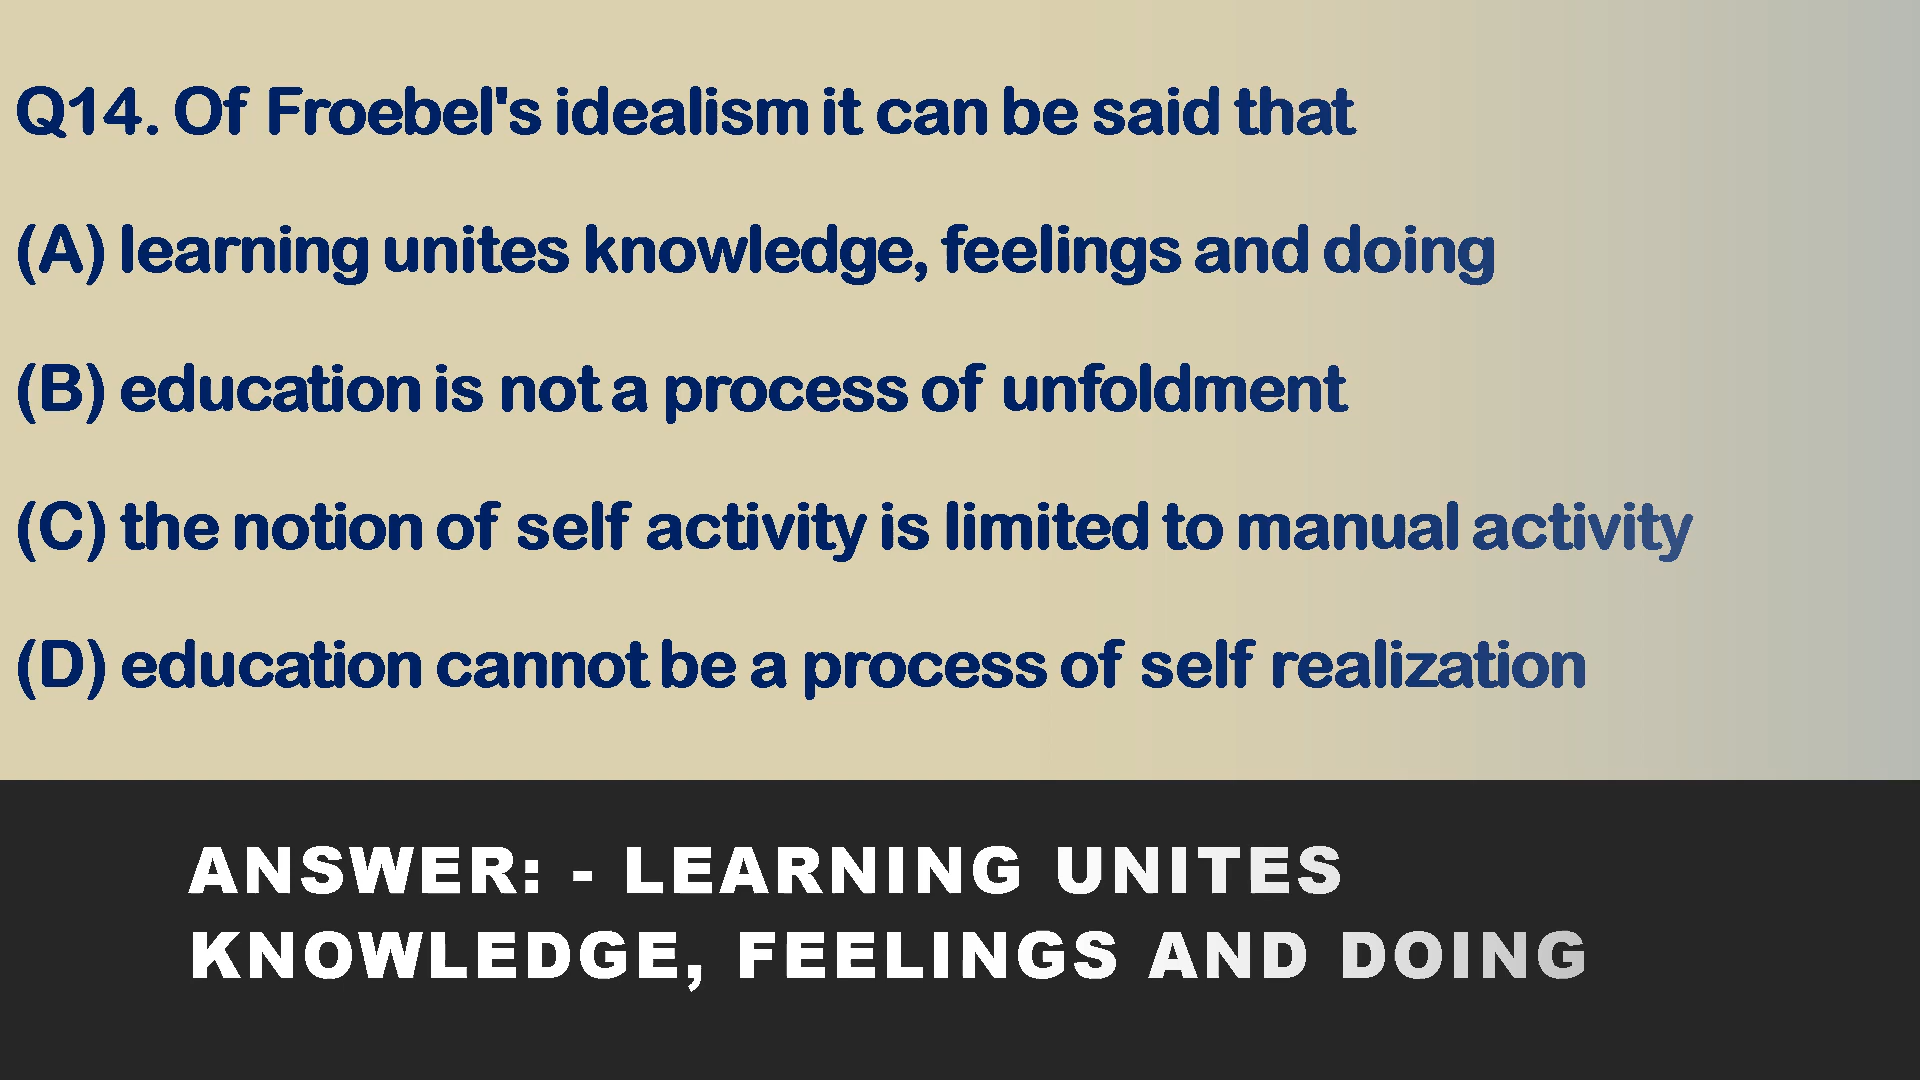 Q14. Of Froebel's idealism it can be said that
(A) learning unites knowledge, feelings and doing
(B) education is not a process of unfoldment
(C) the notion of self activity is limited to manual activity
(D) education cannot be a process of self realization
ANSWER: - LEARNING UNITES
KNOWLEDGE, FEELINGS AND DOING